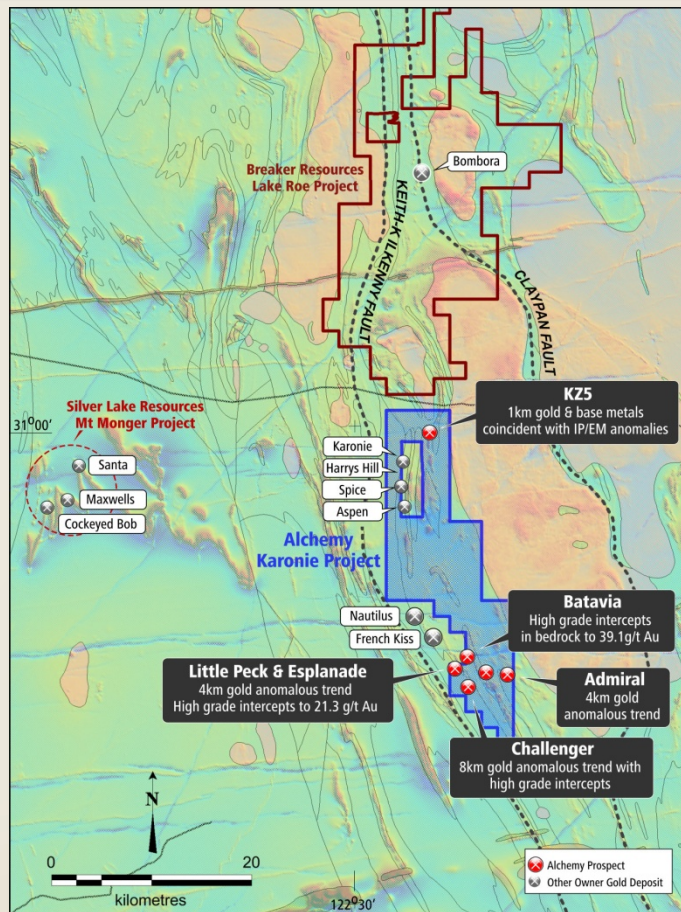 Bombora
Breaker Resources
Lake Roe Project
KEITH-KILKENNY FAULT
CLAYPAN FAULT
KZ5
1km gold & base metals
coincident with IP/EM anomalies
31°00'
Silver Lake Resources
Mt Monger Project
Santa
Maxwells
Cockeyed Bob
Karonie
Harrys Hill
Spice
Aspen
Alchemy
Karonie Project
Batavia
High grade intercepts
in bedrock to 39.1g/t Au
Nautilus
French Kiss
Little Peck & Esplanade
4km gold anomalous trend
High grade intercepts to 21.3 g/t Au
Admiral
4km gold
anomalous trend
Challenger
8km gold anomalous trend with
high grade intercepts
N
0 20
kilometres
122°30'
Alchemy Prospect
Other Owner Gold Deposit